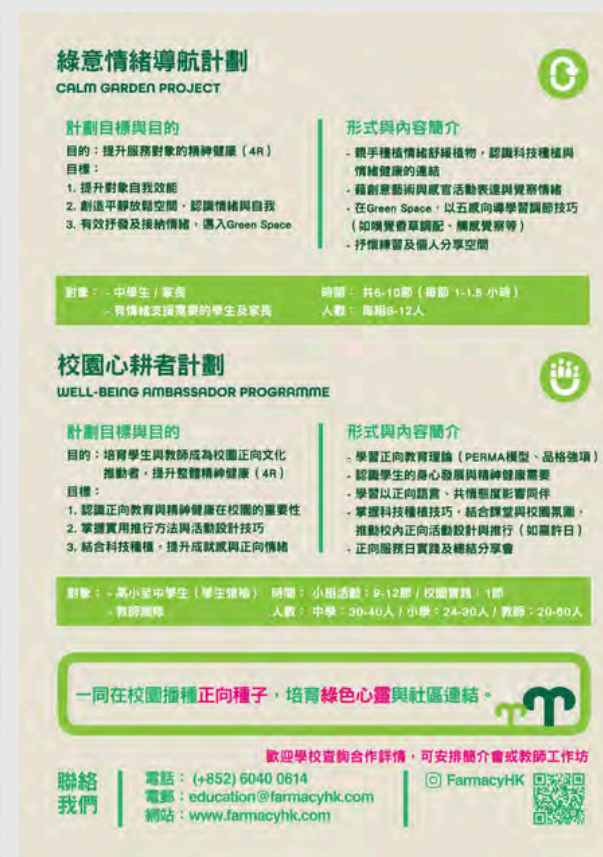 綠意情緒導航計劃
CALM GARDEN PROJECT
計劃目標與目的
目的：提升服務對象的精神健康（4R）
目標：
1. 提升對象自我效能
2. 創造平靜放鬆空間，認識情緒與自我
3. 有效抒發及接納情緒，邁入Green Space
形式與內容簡介
- 親手種植情緒舒緩植物，認識科技種植與
情緒健康的連結
- 藉創意藝術與感官活動表達與覺察情緒
- 在Green Space，以五感向導學習調節技巧
（如嗅覺香草調配、觸感覺察等）
- 抒懷練習及個人分享空間
對象： - 中學生 / 家長
- 有情緒支援需要的學生及家長
時間： 共6-10節（每節 1-1.5 小時）
人數： 每組6-12人
校園心耕者計劃
WELL-BEING AMBASSADOR PROGRAMME
計劃目標與目的
目的：培育學生與教師成為校園正向文化
推動者，提升整體精神健康（4R）
目標：
1. 認識正向教育與精神健康在校園的重要性
2. 掌握實用推行方法與活動設計技巧
3. 結合科技種植，提升成就感與正向情緒
形式與內容簡介
- 學習正向教育理論（PERMA模型、品格強項）
- 認識學生的身心發展與精神健康需要
- 學習以正向語言、共情態度影響同伴
- 掌握科技種植技巧，結合課堂與校園氛圍，
推動校內正向活動設計與推行（如嘉許日）
- 正向服務日實踐及總結分享會
對象： - 高小至中學生（學生領袖）
- 教師團隊
時間： 小組活動：9-12節 / 校園實踐：1節
人數： 中學：30-40人 / 小學：24-30人 / 教師：20-60人
一同在校園播種正向種子，培育綠色心靈與社區連結。
歡迎學校查詢合作詳情，可安排簡介會或教師工作坊
聯絡
我們
電話： (+852) 6040 0614
電郵：education@farmacyhk.com
網站：www.farmacyhk.com
FarmacyHK